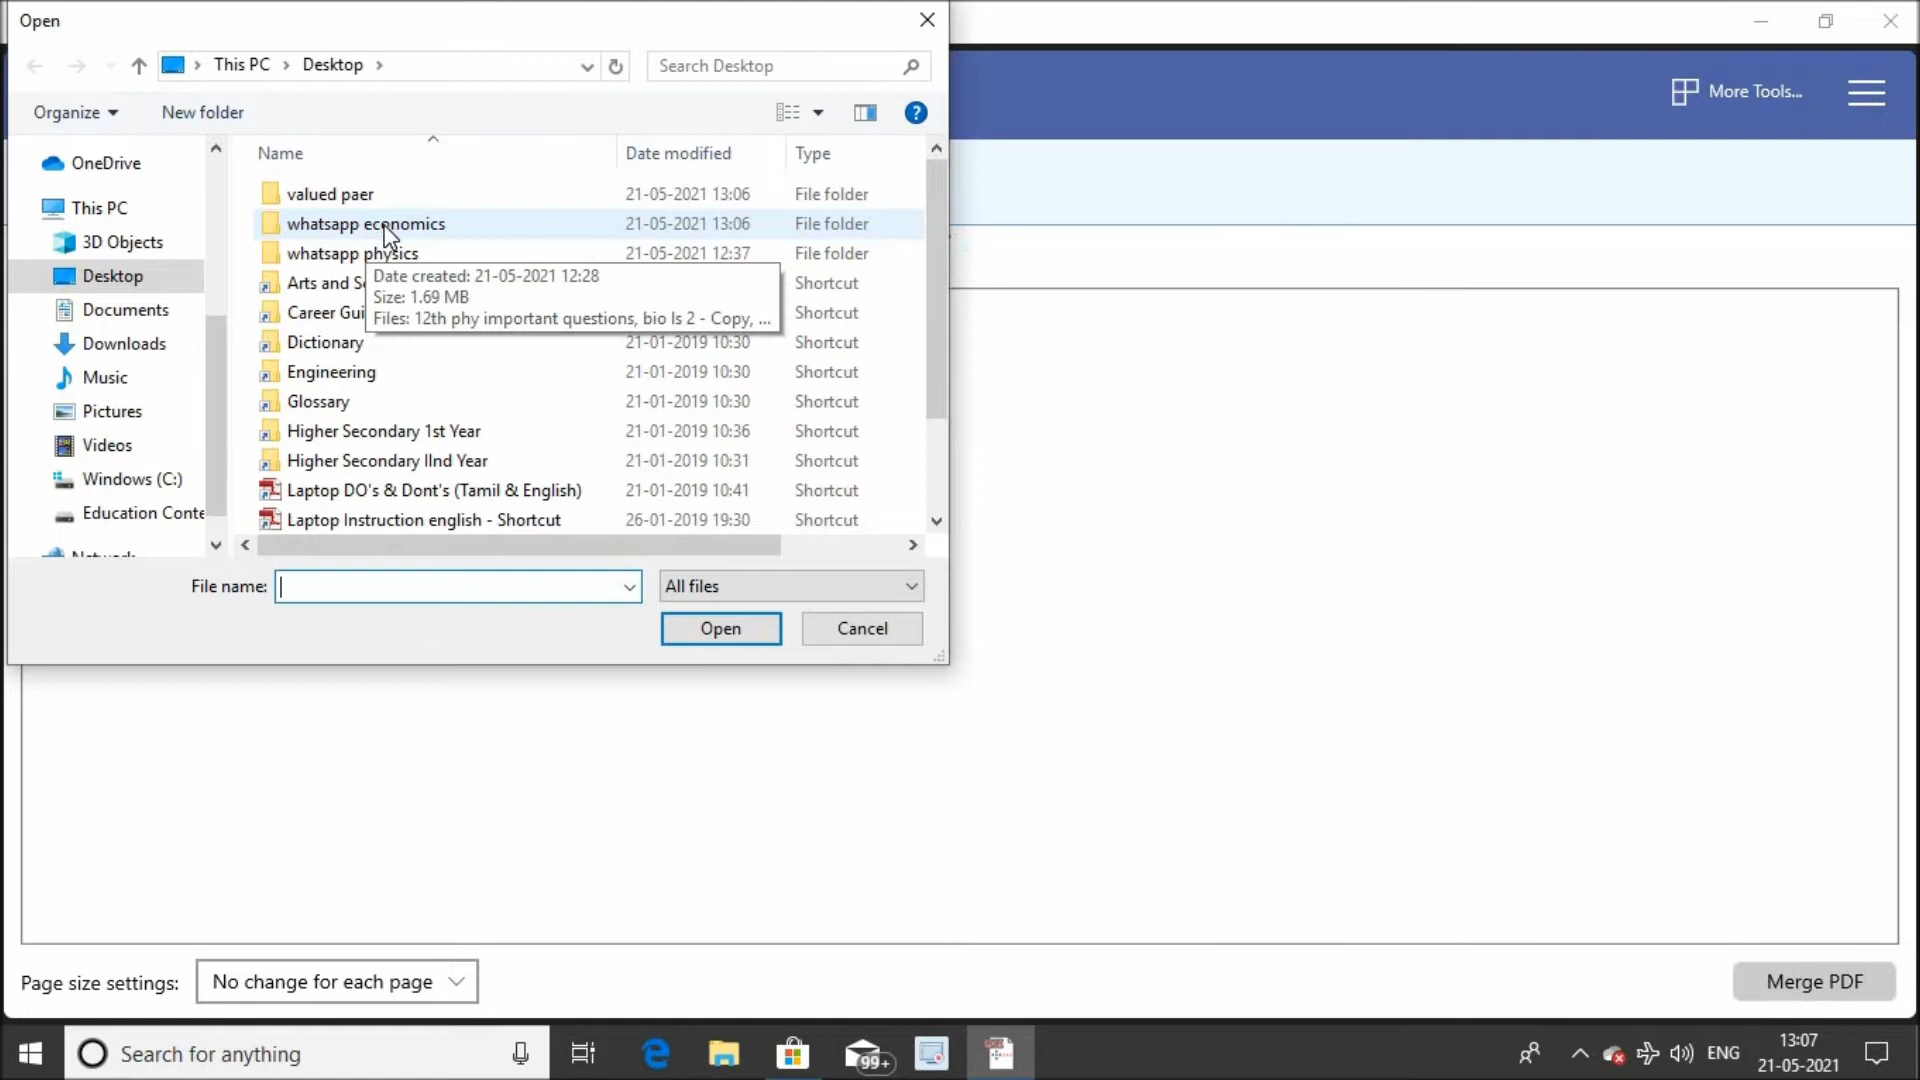 Open
This PC
Desktop
Search Desktop
Organize
New folder
More Tools...
Name
Date modified
Type
OneDrive
This PC
3D Objects
Desktop
Documents
Downloads
Music
Pictures
Videos
Windows (C:)
Education Conte
valued paer 21-05-2021 13:06 File folder
whatsapp economics 21-05-2021 13:06 File folder
whatsapp physics 21-05-2021 12:37 File folder
Arts and S Shortcut
Career Gui Shortcut
Date created: 21-05-2021 12:28
Size: 1.69 MB
Files: 12th phy important questions, bio ls 2 - Copy, ...
Dictionary 21-01-2019 10:30 Shortcut
Engineering 21-01-2019 10:30 Shortcut
Glossary 21-01-2019 10:30 Shortcut
Higher Secondary 1st Year 21-01-2019 10:36 Shortcut
Higher Secondary IInd Year 21-01-2019 10:31 Shortcut
Laptop DO's & Dont's (Tamil & English) 21-01-2019 10:41 Shortcut
Laptop Instruction english - Shortcut 26-01-2019 19:30 Shortcut
File name:
All files
Open
Cancel
Page size settings:
No change for each page
Merge PDF
Search for anything
99+
ENG
13:07
21-05-2021